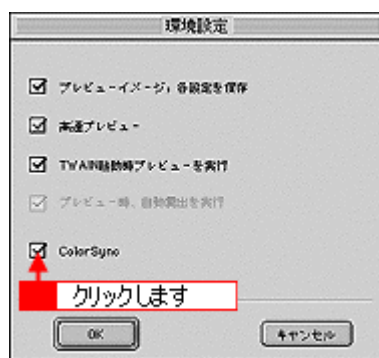 環境設定
プレビューイメージ，各設定を保存
高速プレビュー
TWAIN起動時プレビューを実行
プレビュー時、自動露出を実行
ColorSync
クリックします
OK
キャンセル